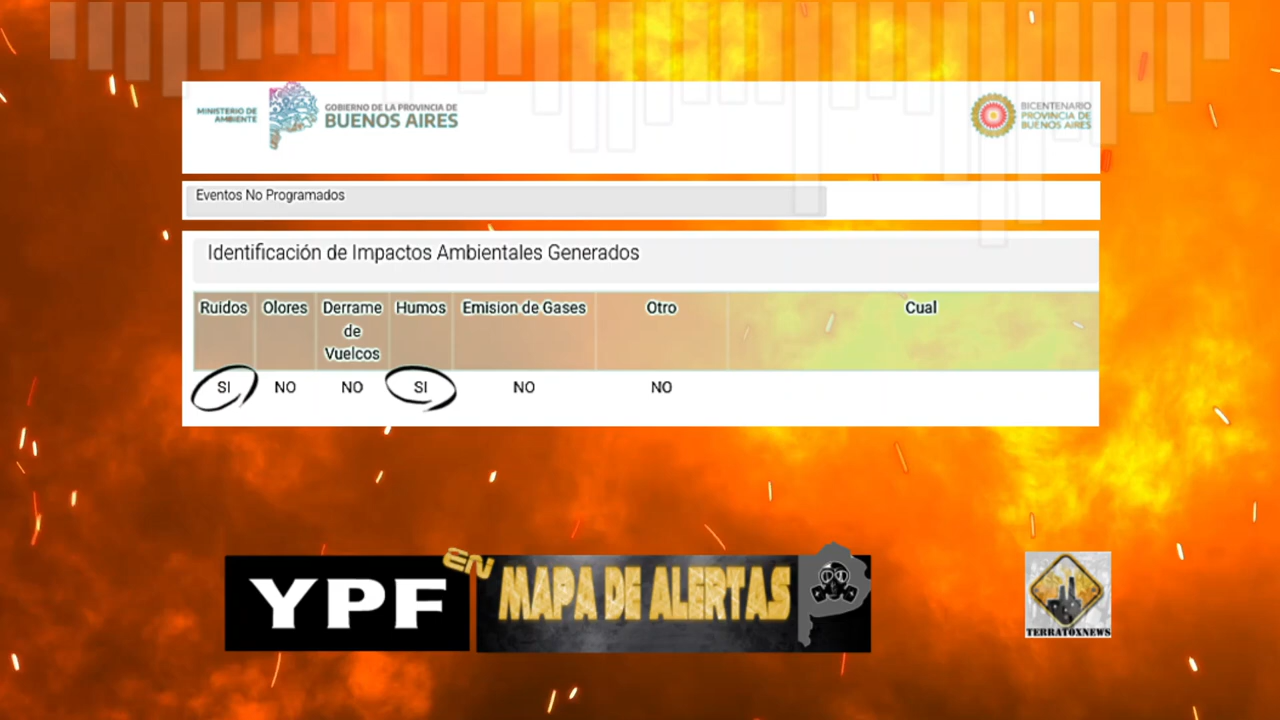 MINISTERIO DE
AMBIENTE
GOBIERNO DE LA PROVINCIA DE
BUENOS AIRES
BICENTENARIO
PROVINCIA DE
BUENOS AIRES
Eventos No Programados
Identificación de Impactos Ambientales Generados
Ruidos Olores Derrame de Vuelcos Humos Emision de Gases Otro Cual
SI NO NO SI NO NO
YPF EN MAPA DE ALERTAS
TERRATOXNEWS